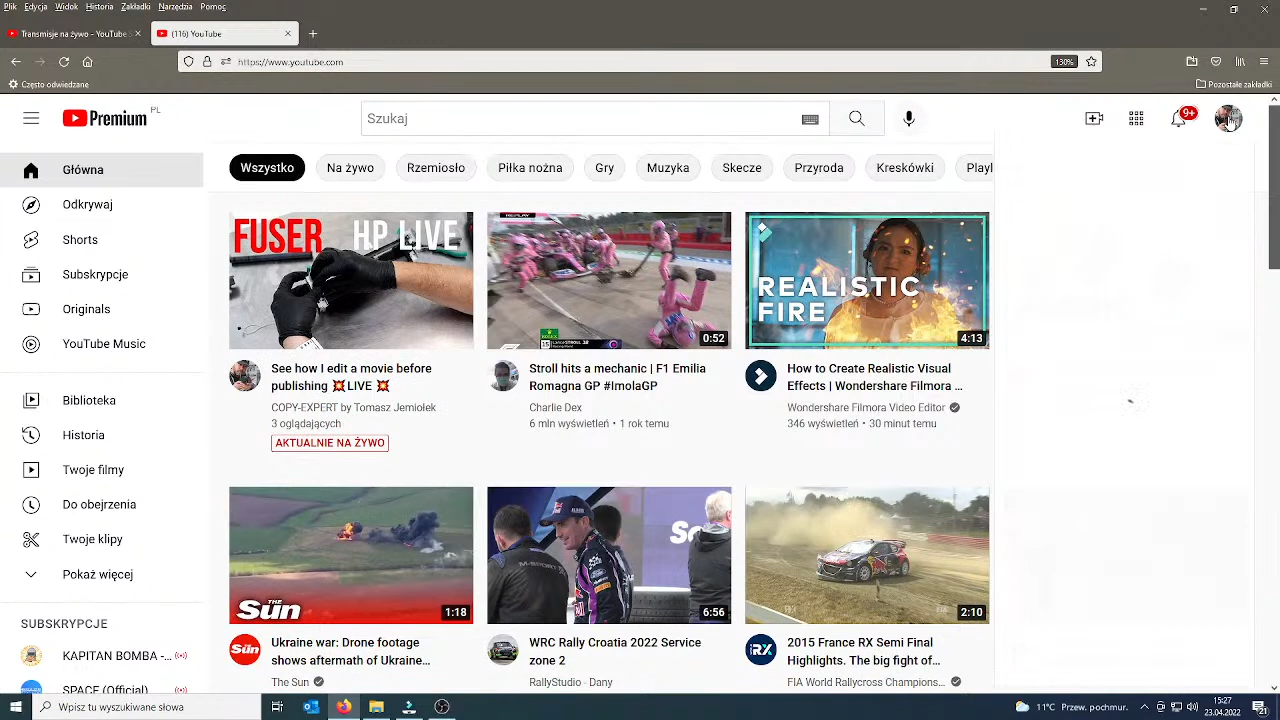 Plik Edycja Widok Historia Zakładki Narzędzia Pomoc
Transmisje na żywo - YouTube
(116) YouTube
https://www.youtube.com
130%
Często odwiedzane
Pozostałe zakładki
Premium PL
Szukaj
9+
Główna
Odkrywaj
Shorts
Subskrypcje
Originals
YouTube Music
Biblioteka
Historia
Twoje filmy
Do obejrzenia
Twoje klipy
Pokaż więcej
SUBSKRYPCJE
KAPITAN BOMBA -...
SPACE (Official)
Wszystko
Na żywo
Rzemiosło
Piłka nożna
Gry
Muzyka
Skecze
Przyroda
Kreskówki
Playl
FUSER HP LIVE
See how I edit a movie before
publishing 💥LIVE 💥
COPY-EXPERT by Tomasz Jemiołek
3 oglądających
AKTUALNIE NA ŻYWO
REPLAY
ROLEX
0:52
Stroll hits a mechanic | F1 Emilia
Romagna GP #ImolaGP
Charlie Dex
6 mln wyświetleń • 1 rok temu
REALISTIC
FIRE
4:13
How to Create Realistic Visual
Effects | Wondershare Filmora ...
Wondershare Filmora Video Editor
346 wyświetleń • 30 minut temu
THE
Sun
1:18
Ukraine war: Drone footage
shows aftermath of Ukraine...
The Sun
M-SPORT
6:56
WRC Rally Croatia 2022 Service
zone 2
RallyStudio - Dany
2:10
RX
2015 France RX Semi Final
Highlights. The big fight of...
FIA World Rallycross Champions...
Wpisz tu wyszukiwane słowa
11°C Przew. pochmur.
15:27
23.04.2022